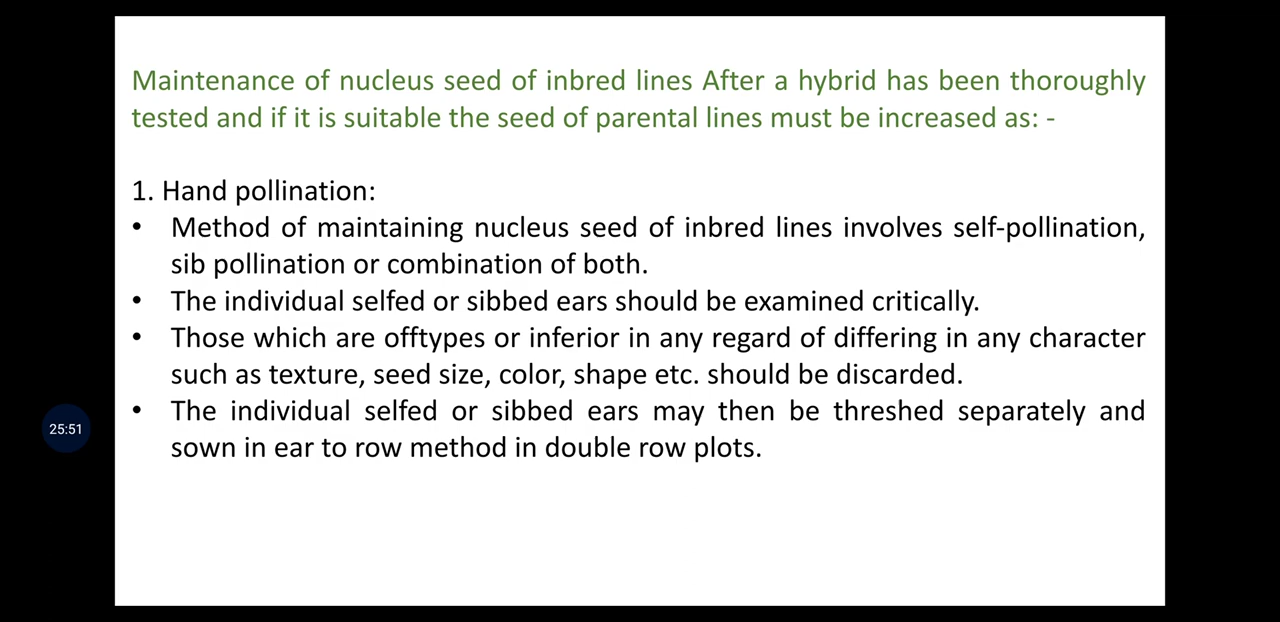 Maintenance of nucleus seed of inbred lines After a hybrid has been thoroughly
tested and if it is suitable the seed of parental lines must be increased as: -
1. Hand pollination:
• Method of maintaining nucleus seed of inbred lines involves self-pollination,
sib pollination or combination of both.
• The individual selfed or sibbed ears should be examined critically.
• Those which are offtypes or inferior in any regard of differing in any character
such as texture, seed size, color, shape etc. should be discarded.
• The individual selfed or sibbed ears may then be threshed separately and
25:51
sown in ear to row method in double row plots.